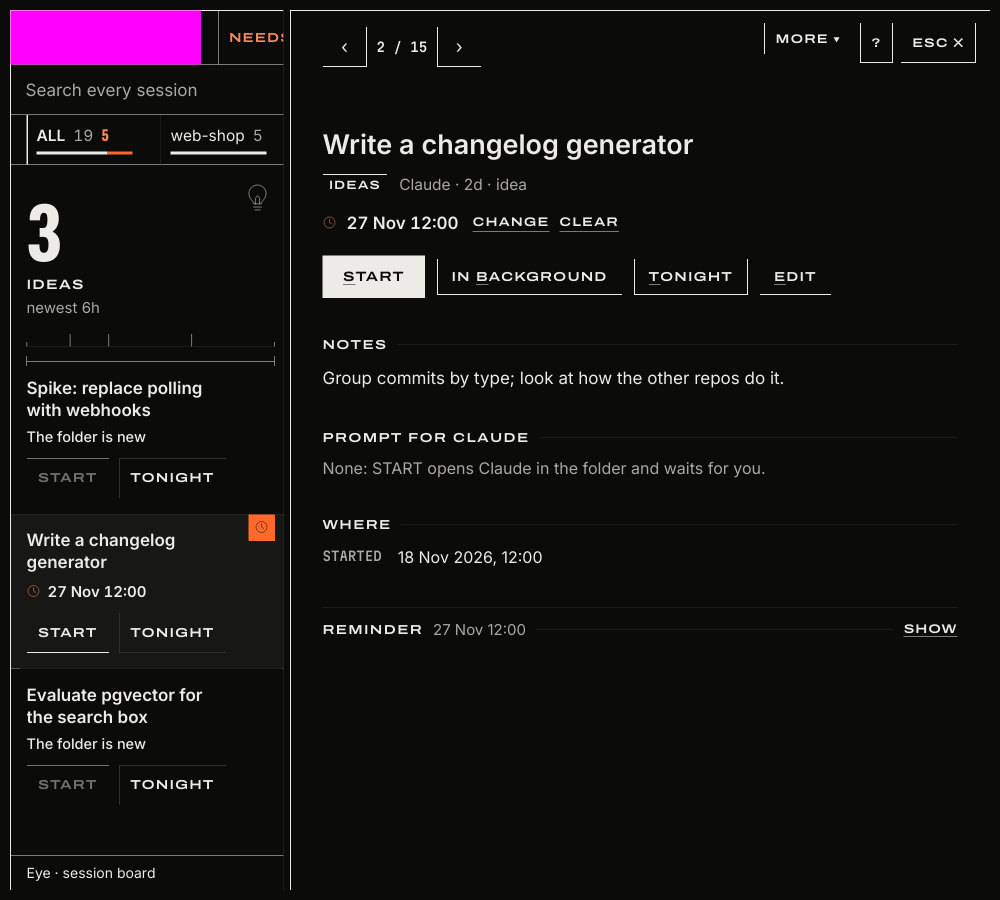 NEEDS
Search every session
ALL 19 5
web-shop 5
3
IDEAS
newest 6h
Spike: replace polling
with webhooks
The folder is new
START TONIGHT
Write a changelog
generator
27 Nov 12:00
START TONIGHT
Evaluate pgvector for
the search box
The folder is new
START TONIGHT
Eye · session board
‹ 2 / 15 ›
MORE ▾ ? ESC ✕
Write a changelog generator
IDEAS Claude · 2d · idea
27 Nov 12:00 CHANGE CLEAR
START IN BACKGROUND TONIGHT EDIT
NOTES
Group commits by type; look at how the other repos do it.
PROMPT FOR CLAUDE
None: START opens Claude in the folder and waits for you.
WHERE
STARTED 18 Nov 2026, 12:00
REMINDER 27 Nov 12:00 SHOW